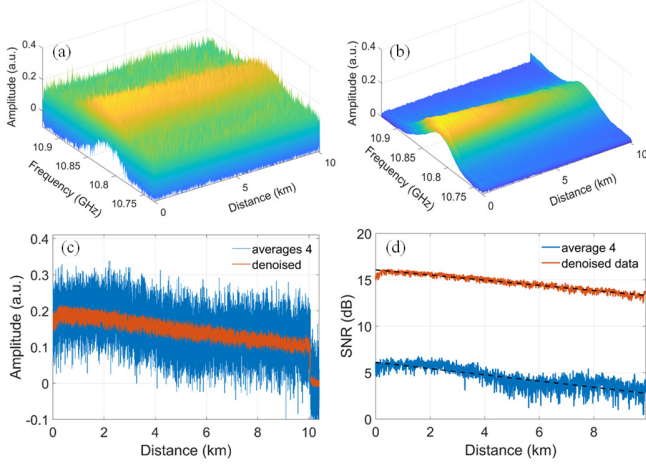 (a)
0.4
0.2
0
Amplitude (a.u.)
10.9
10.85
10.8
10.75
Frequency (GHz)
0
5
10
Distance (km)
(b)
0.4
0.2
0
Amplitude (a.u.)
10.9
10.85
10.8
10.75
Frequency (GHz)
0
5
10
Distance (km)
(c)
averages 4
denoised
0.4
0.3
0.2
0.1
0
-0.1
Amplitude (a.u.)
0 2 4 6 8 10
Distance (km)
(d)
average 4
denoised data
20
15
10
5
0
SNR (dB)
0 2 4 6 8
Distance (km)